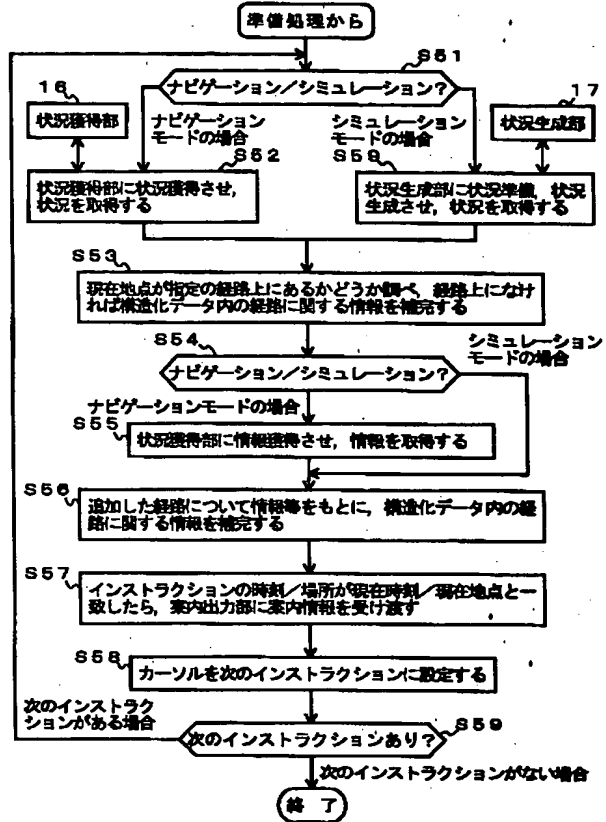 準備処理から
S51
ナビゲーション／シミュレーション？
16
状況獲得部
ナビゲーション
モードの場合
シミュレーション
モードの場合
17
状況生成部
S52
状況獲得部に状況獲得させ，
状況を取得する
S59
状況生成部に状況準備，状況
生成させ，状況を取得する
S53
現在地点が指定の経路上にあるかどうか調べ，経路上になけ
れば構造化データ内の経路に関する情報を補完する
S54
ナビゲーション／シミュレーション？
シミュレーション
モードの場合
ナビゲーションモードの場合
S55
状況獲得部に情報獲得させ，情報を取得する
S56
追加した経路について情報等をもとに，構造化データ内の経
路に関する情報を補完する
S57
インストラクションの時刻／場所が現在時刻／現在地点と一
致したら，案内出力部に案内情報を受け渡す
S58
カーソルを次のインストラクションに設定する
次のインストラク
ションがある場合
S59
次のインストラクションあり？
次のインストラクションがない場合
終了